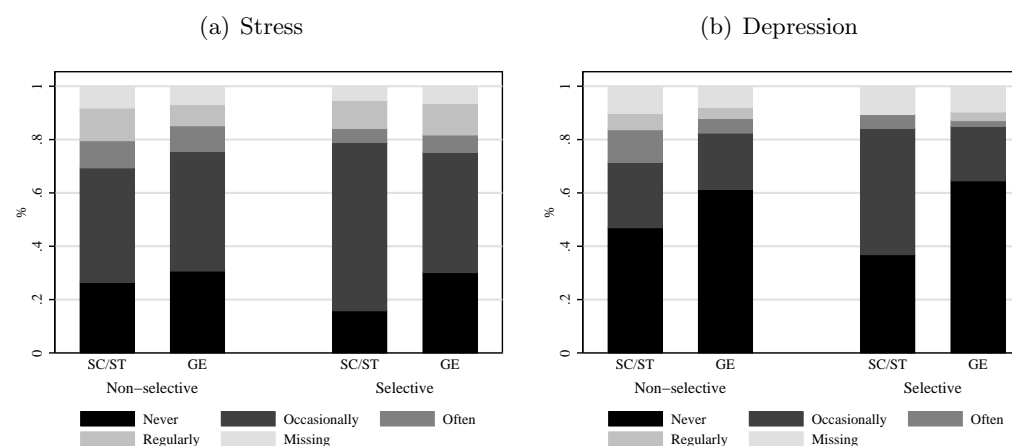 (a) Stress
%
1
.8
.6
.4
.2
0
SC/ST GE SC/ST GE
Non−selective Selective
Never Occasionally Often
Regularly Missing
(b) Depression
%
1
.8
.6
.4
.2
0
SC/ST GE SC/ST GE
Non−selective Selective
Never Occasionally Often
Regularly Missing